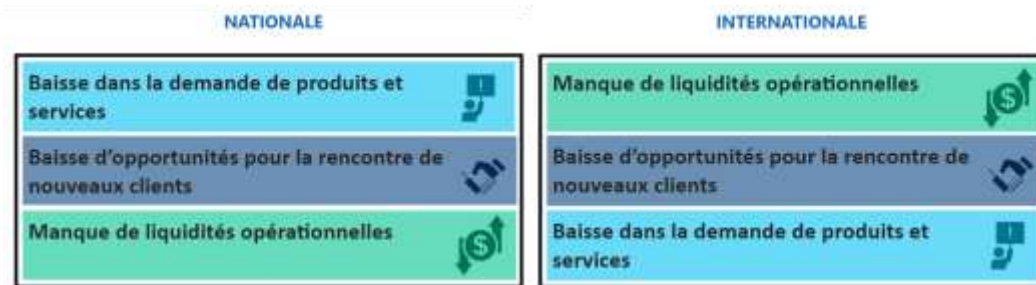 NATIONALE
Baisse dans la demande de produits et
services
Baisse d'opportunités pour la rencontre de
nouveaux clients
Manque de liquidités opérationnelles
$
INTERNATIONALE
Manque de liquidités opérationnelles
$
Baisse d'opportunités pour la rencontre de
nouveaux clients
Baisse dans la demande de produits et
services